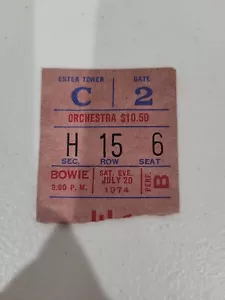 ENTER TOWER GATE
C 2
ORCHESTRA $10.50
H 15 6
SEC. ROW SEAT
BOWIE SAT. EVE. PERF.
8:00 P. M. JULY 20 B
1974